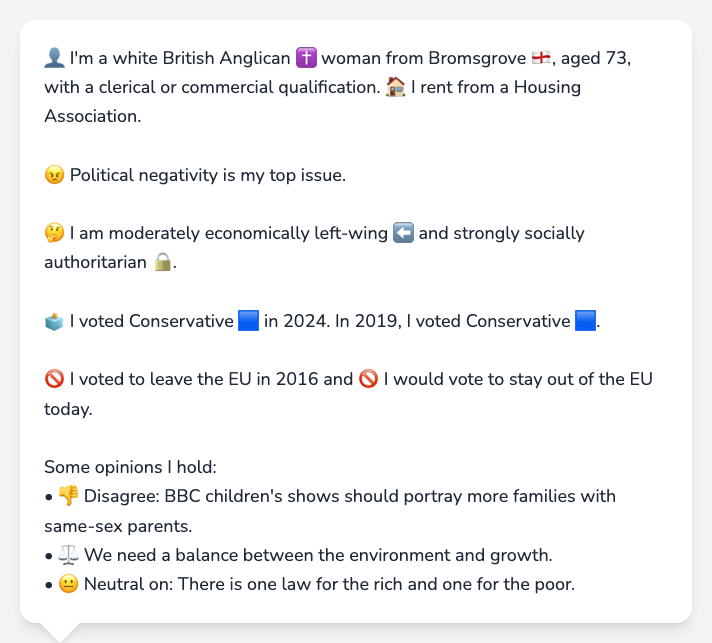 👤 I'm a white British Anglican ✝️ woman from Bromsgrove 🏴󠁧󠁢󠁥󠁮󠁧󠁿, aged 73,
with a clerical or commercial qualification. 🏠 I rent from a Housing
Association.
😠 Political negativity is my top issue.
🤔 I am moderately economically left-wing ⬅️ and strongly socially
authoritarian 🔒.
🗳️ I voted Conservative 🟦 in 2024. In 2019, I voted Conservative 🟦.
🚫 I voted to leave the EU in 2016 and 🚫 I would vote to stay out of the EU
today.
Some opinions I hold:
• 👎 Disagree: BBC children's shows should portray more families with
same-sex parents.
• ⚖️ We need a balance between the environment and growth.
• 😐 Neutral on: There is one law for the rich and one for the poor.